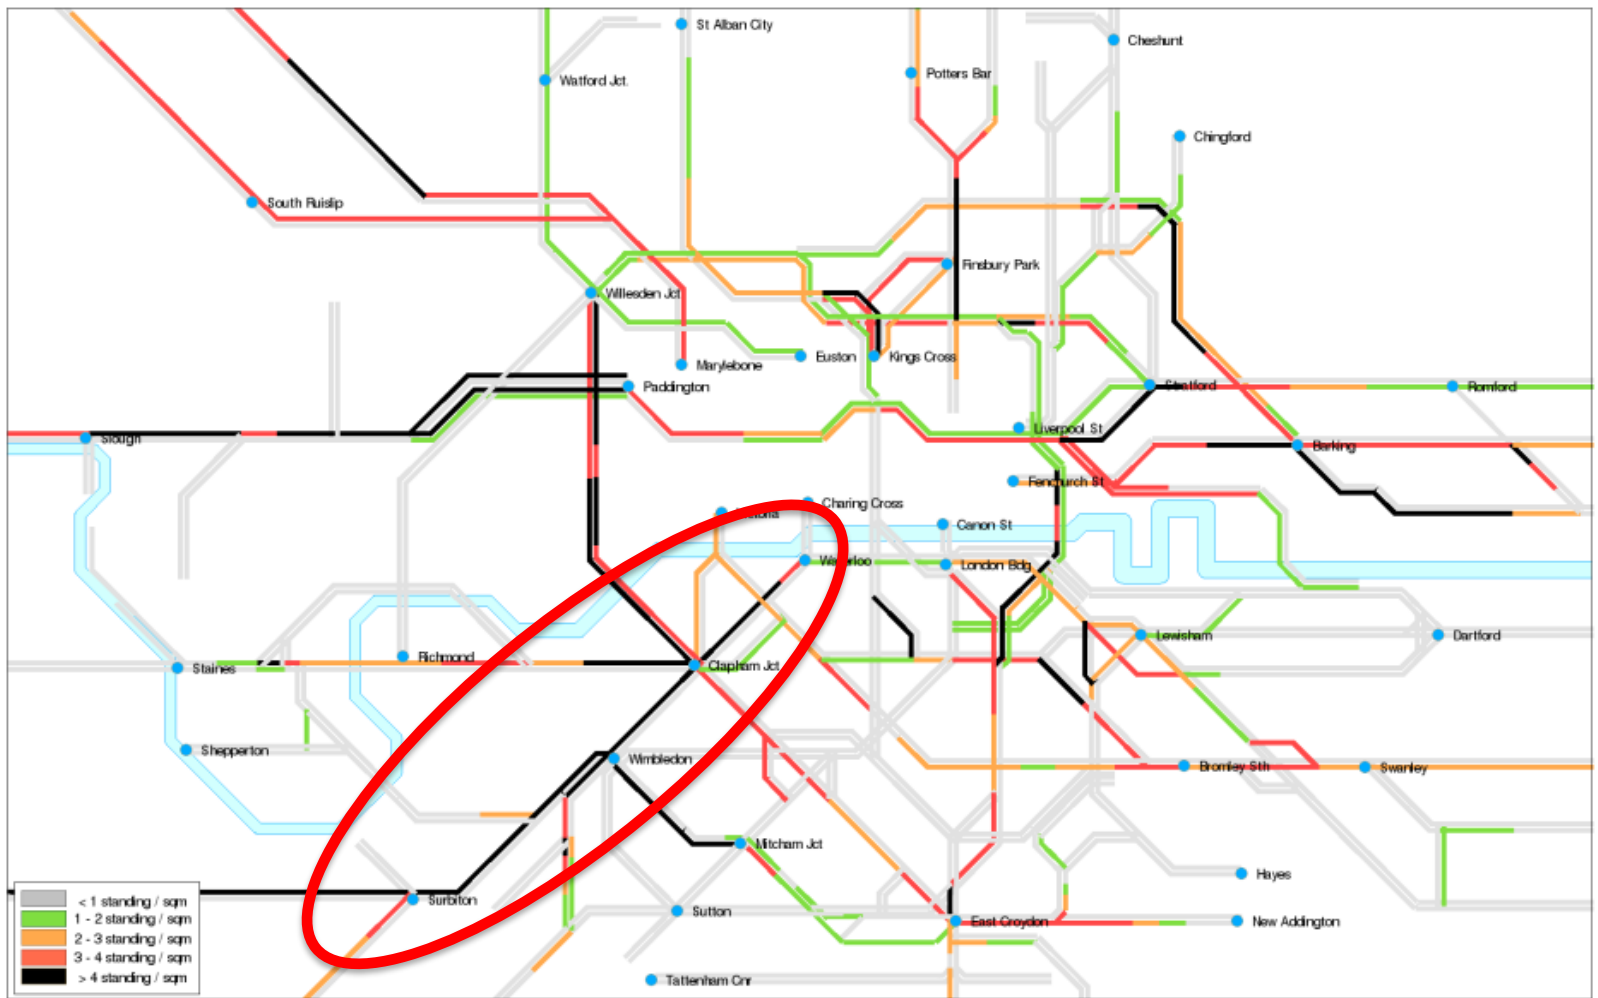 St Alban City
Cheshunt
Potters Bar
Watford Jct.
Chingford
South Ruislip
Finsbury Park
Willesden Jct
Euston
Kings Cross
Marylebone
Paddington
Stratford
Romford
Liverpool St
Slough
Barking
Fenchurch St
Charing Cross
Canon St
Waterloo
London Bdg
Lewisham
Dartford
Richmond
Staines
Clapham Jct
Shepperton
Wimbledon
Bromley Sth
Swanley
Mitcham Jct
Hayes
Surbiton
Sutton
East Croydon
New Addington
Tattenham Cnr
< 1 standing / sqm
1 - 2 standing / sqm
2 - 3 standing / sqm
3 - 4 standing / sqm
> 4 standing / sqm